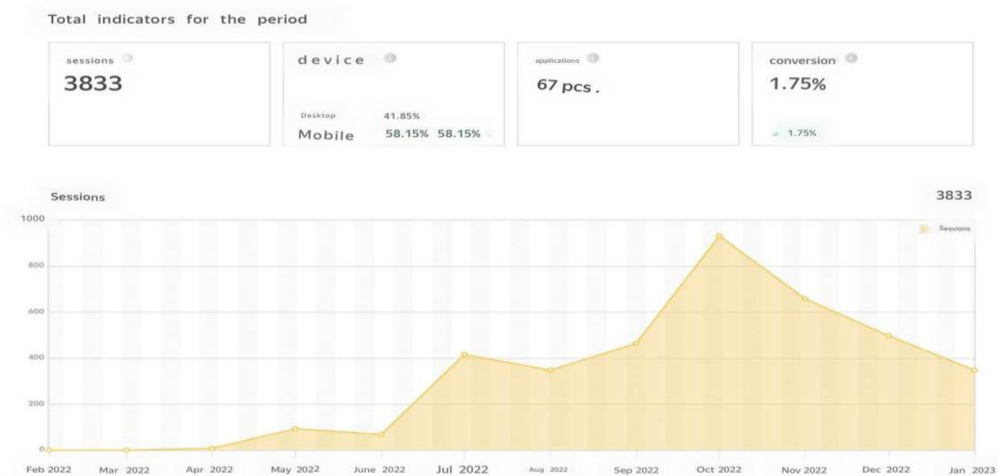 Total indicators for the period
sessions
3833
device
Desktop 41.85%
Mobile 58.15% 58.15%
applications
67 pcs.
conversion
1.75%
1.75%
Sessions 3833
Sessions
1000
800
600
400
200
0
Feb 2022 Mar 2022 Apr 2022 May 2022 June 2022 Jul 2022 Aug 2022 Sep 2022 Oct 2022 Nov 2022 Dec 2022 Jan 2023